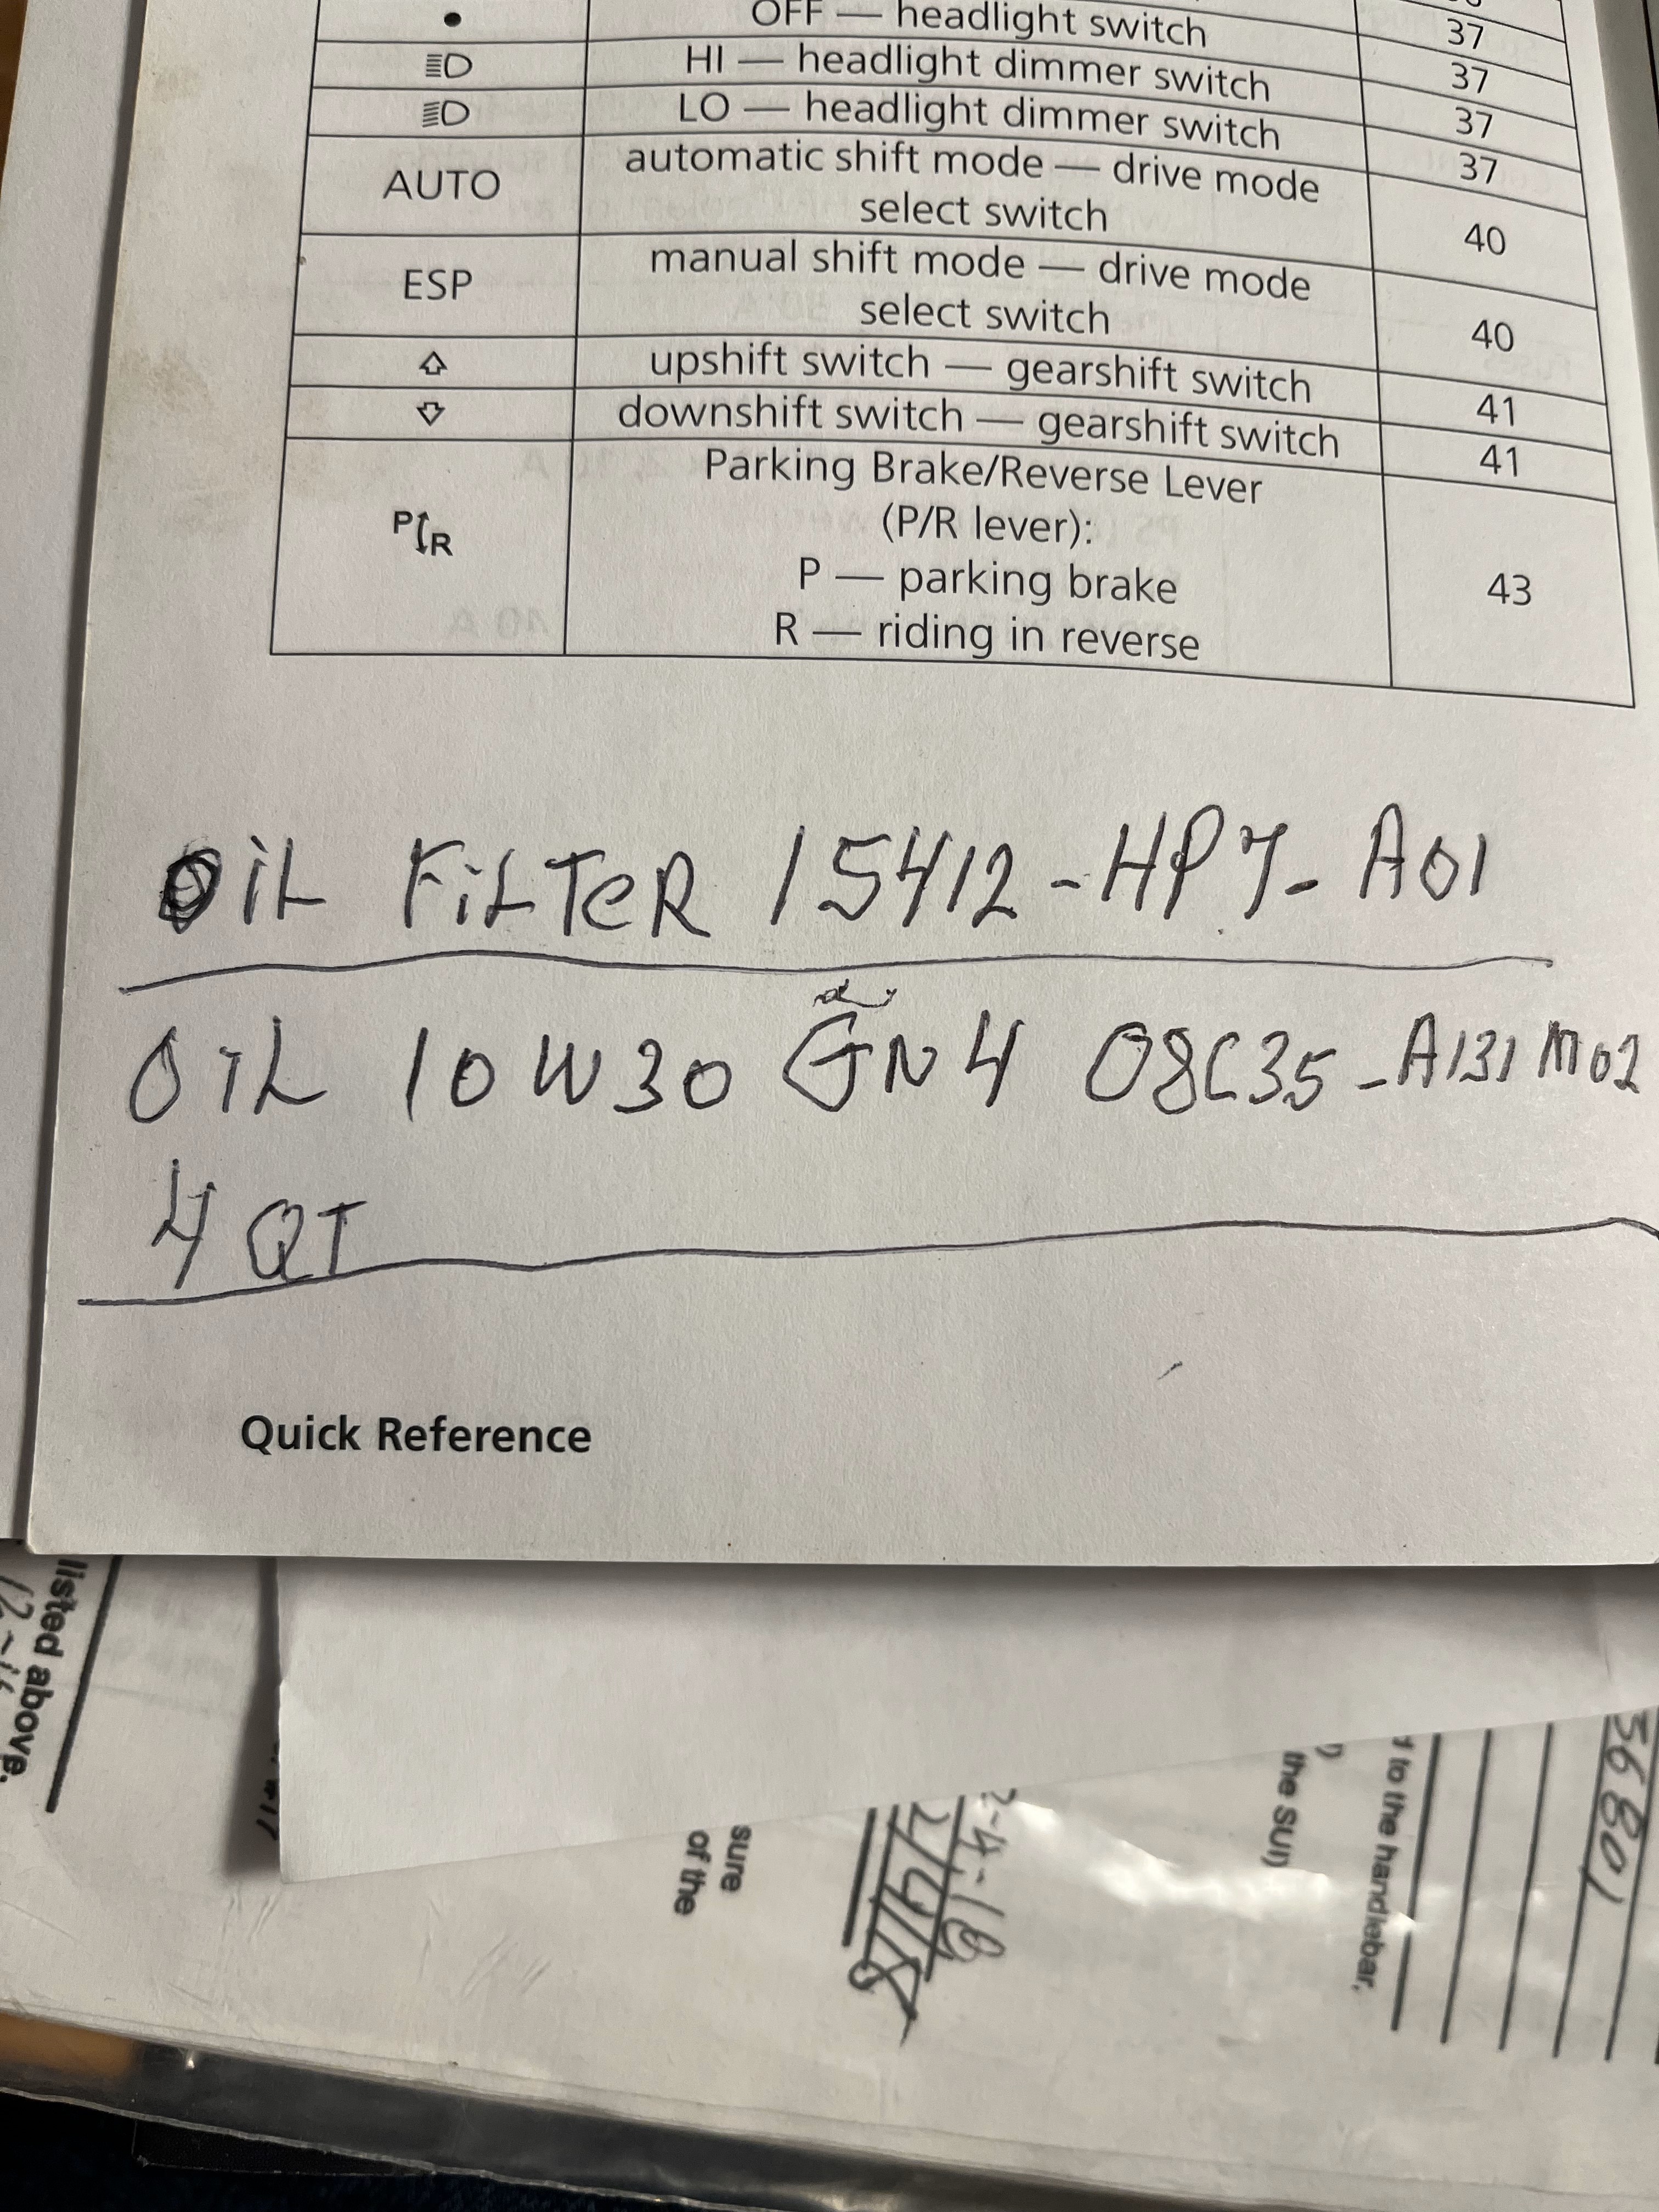 OFF — headlight switch 37
HI — headlight dimmer switch 37
LO — headlight dimmer switch 37
AUTO automatic shift mode — drive mode 37
select switch 40
ESP manual shift mode — drive mode
select switch 40
upshift switch — gearshift switch 41
downshift switch — gearshift switch 41
Parking Brake/Reverse Lever
(P/R lever):
P R P — parking brake 43
R — riding in reverse
OiL FiLTeR 15412-HP7-A01
OiL 10W30 GN4 08C35-A131M02
4 QT
Quick Reference
listed above.
sure
of the
the SUI)
to the handlebar,
36801